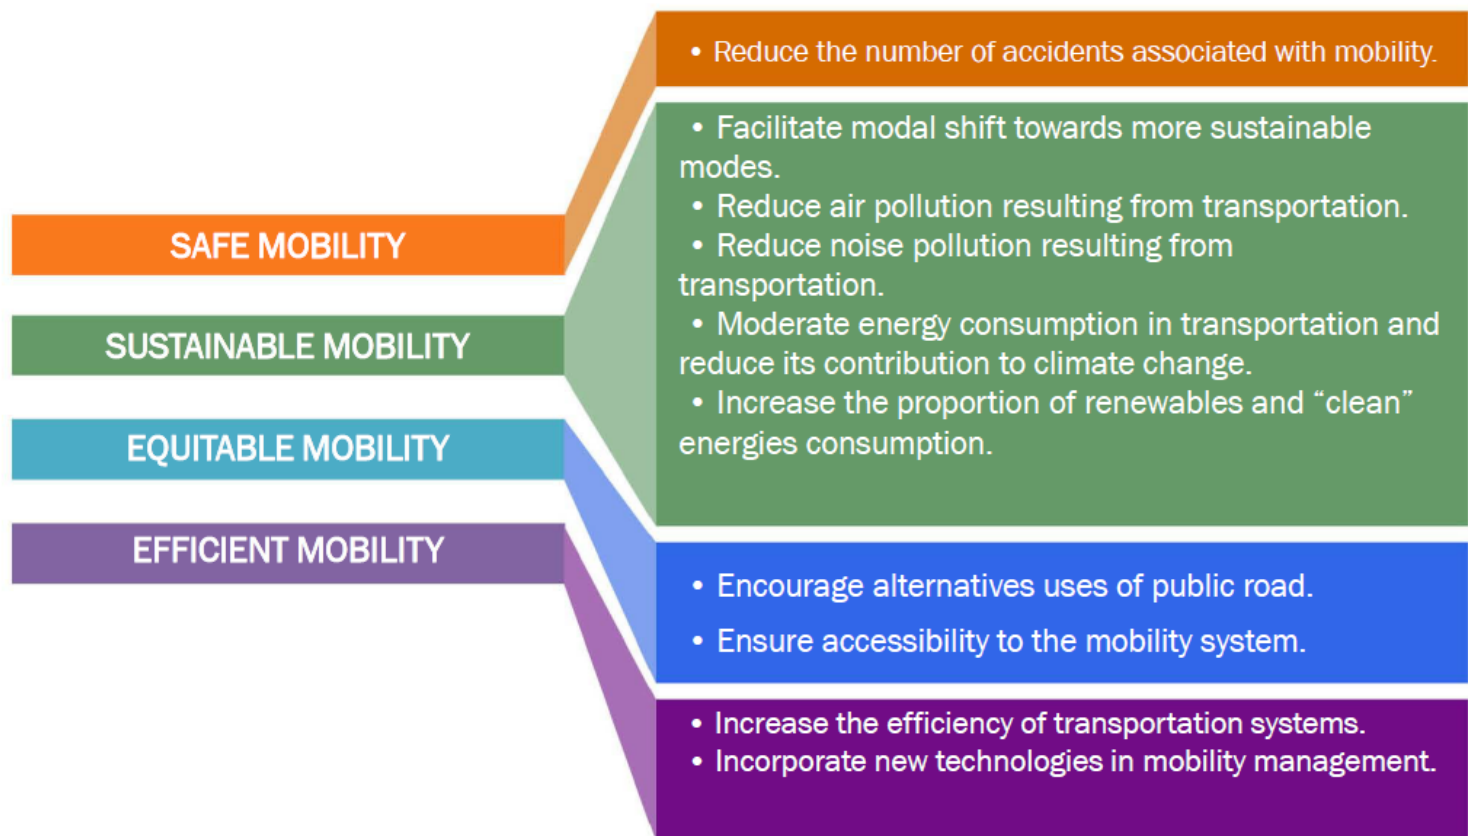 SAFE MOBILITY
• Reduce the number of accidents associated with mobility.
SUSTAINABLE MOBILITY
• Facilitate modal shift towards more sustainable
modes.
• Reduce air pollution resulting from transportation.
• Reduce noise pollution resulting from
transportation.
• Moderate energy consumption in transportation and
reduce its contribution to climate change.
• Increase the proportion of renewables and “clean”
energies consumption.
EQUITABLE MOBILITY
• Encourage alternatives uses of public road.
• Ensure accessibility to the mobility system.
EFFICIENT MOBILITY
• Increase the efficiency of transportation systems.
• Incorporate new technologies in mobility management.